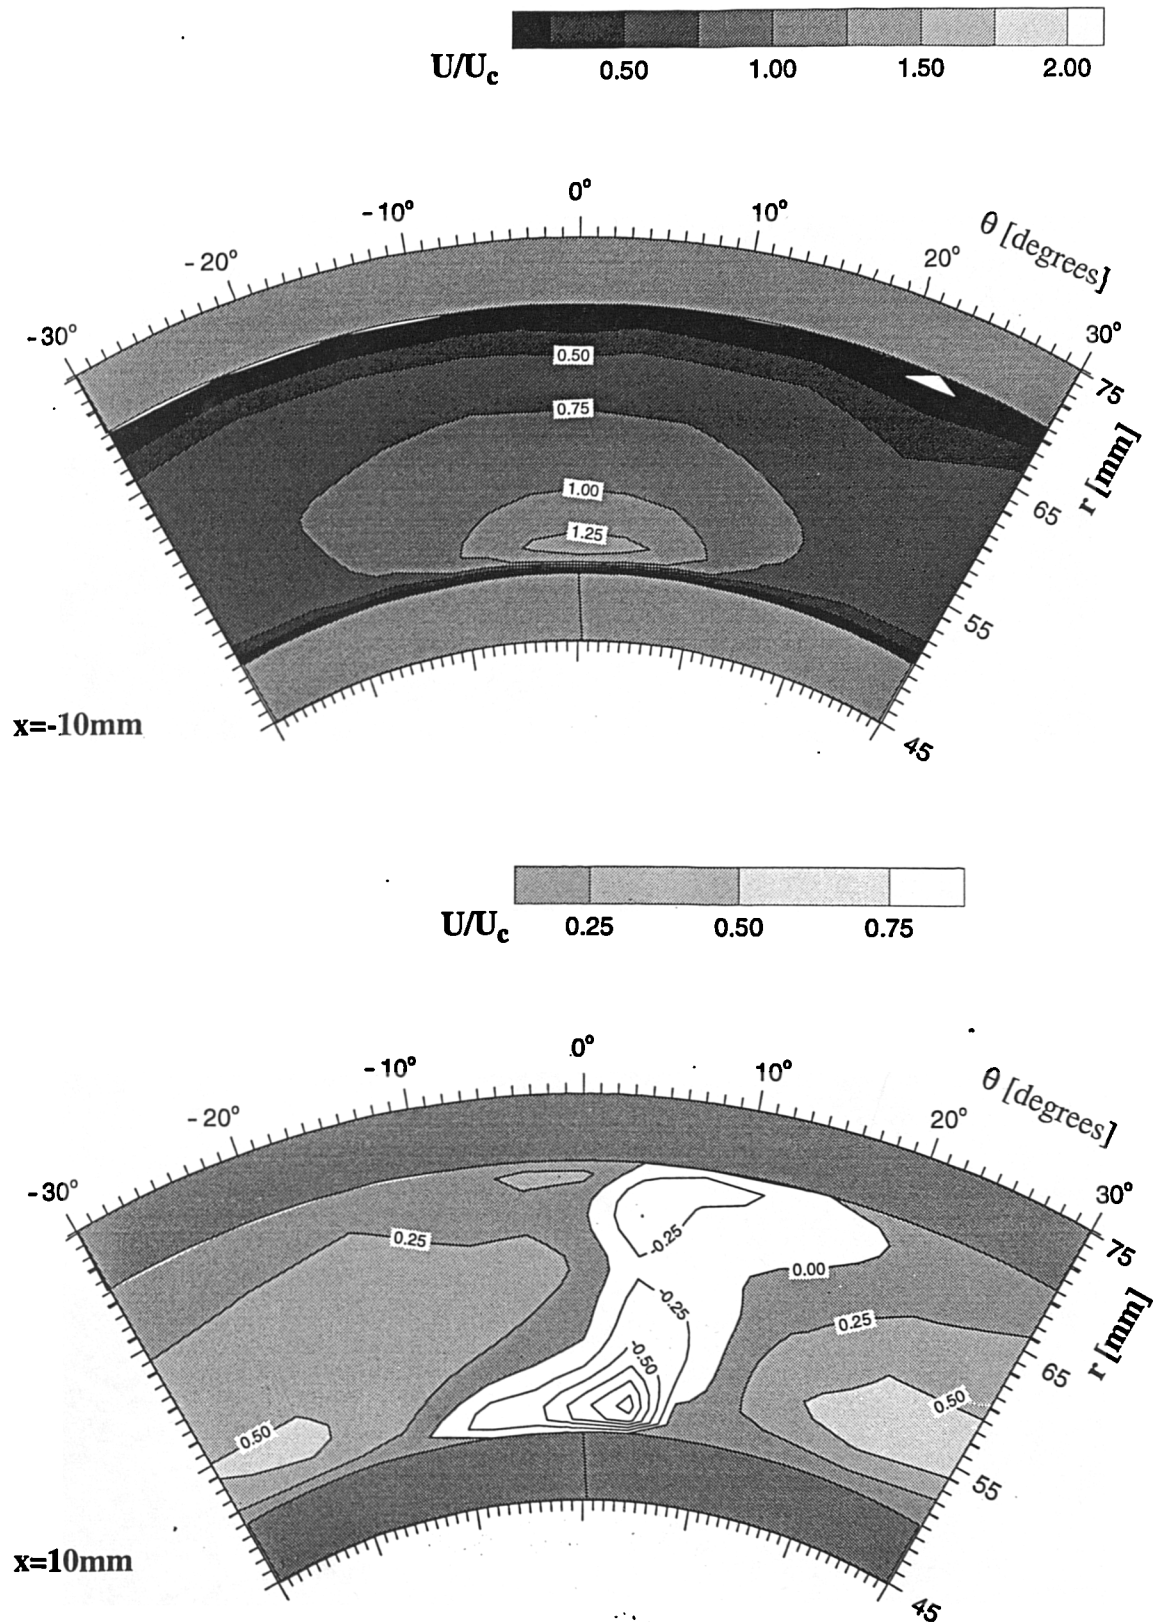 U/Uc 0.50 1.00 1.50 2.00
0°
-10° 10° θ [degrees]
-20° 20°
-30° 30°
0.50 75
0.75 r [mm]
1.00 65
1.25
55
x=-10mm 45
U/Uc 0.25 0.50 0.75
0°
-10° 10° θ [degrees]
-20° 20°
-30° 30°
0.25 -0.25 75
0.00 r [mm]
-0.25 0.25
-0.50 65
0.50 0.50
55
x=10mm 45